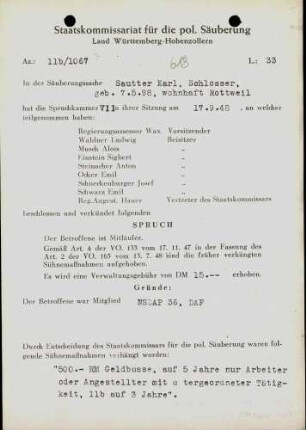 Staatskommissariat für die pol. Säuberung
Land Württemberg-Hohenzollern
Az.: 11b/1067
L.: 33
In der Säuberungssache Sautter Karl, Schlosser,
geb. 7.5.98, wohnhaft Rottweil
hat die Spruchkammer VII in ihrer Sitzung am 17.9.48 , an welcher
teilgenommen haben:
Regierungsassessor Wax Vorsitzender
Waldner Ludwig Beisitzer
Musch Alois „
Einstein Sigbert „
Steimacher Anton „
Ocker Emil „
Schnerkenburger Josef „
Schwarz Emil „
Reg.Angest. Hauer Vertreter des Staatskommissars
beschlossen und verkündet folgenden
SPRUCH
Der Betroffene ist Mitläufer.
Gemäß Art. 4 der VO. 133 vom 17. 11. 47 in der Fassung des
Art. 2 der VO. 165 vom 13. 7. 48 sind die früher verhängten
Sühnemaßnahmen aufgehoben.
Es wird eine Verwaltungsgebühr von DM 15.-- erhoben.
Gründe:
Der Betroffene war Mitglied NSDAP 36, DAF
Durch Entscheidung des Staatskommissars für die pol. Säuberung waren fol-
gende Sühnemaßnahmen verhängt worden:
"500.- RM Geldbusse, auf 5 Jahre nur Arbeiter
oder Angestellter mit u tergeordneter Tätig-
keit, 11b auf 3 Jahre".